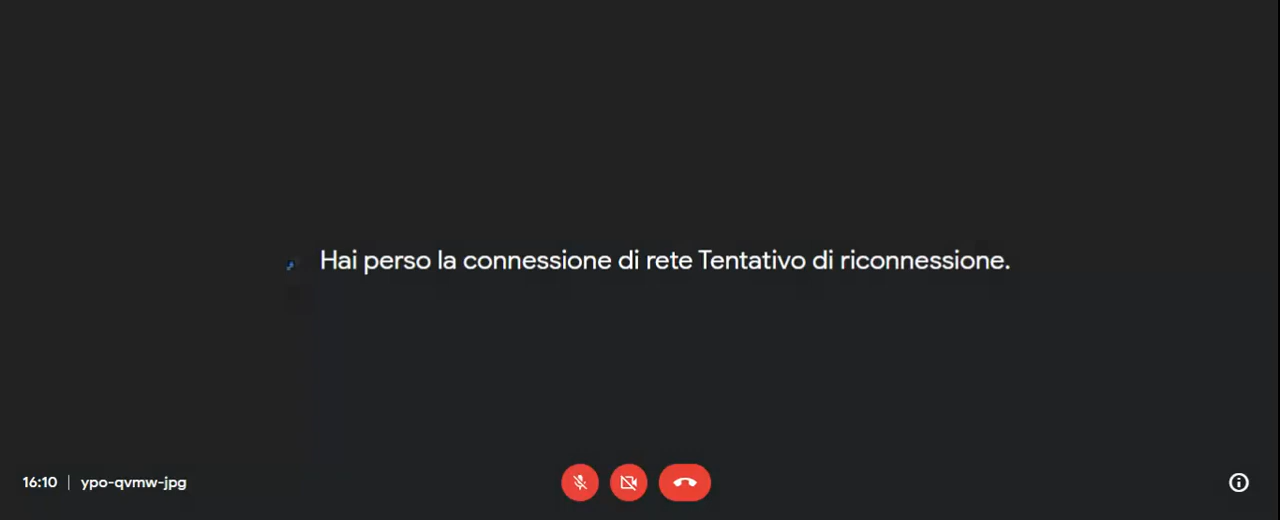 Hai perso la connessione di rete Tentativo di riconnessione.
16:10 | ypo-qvmw-jpg